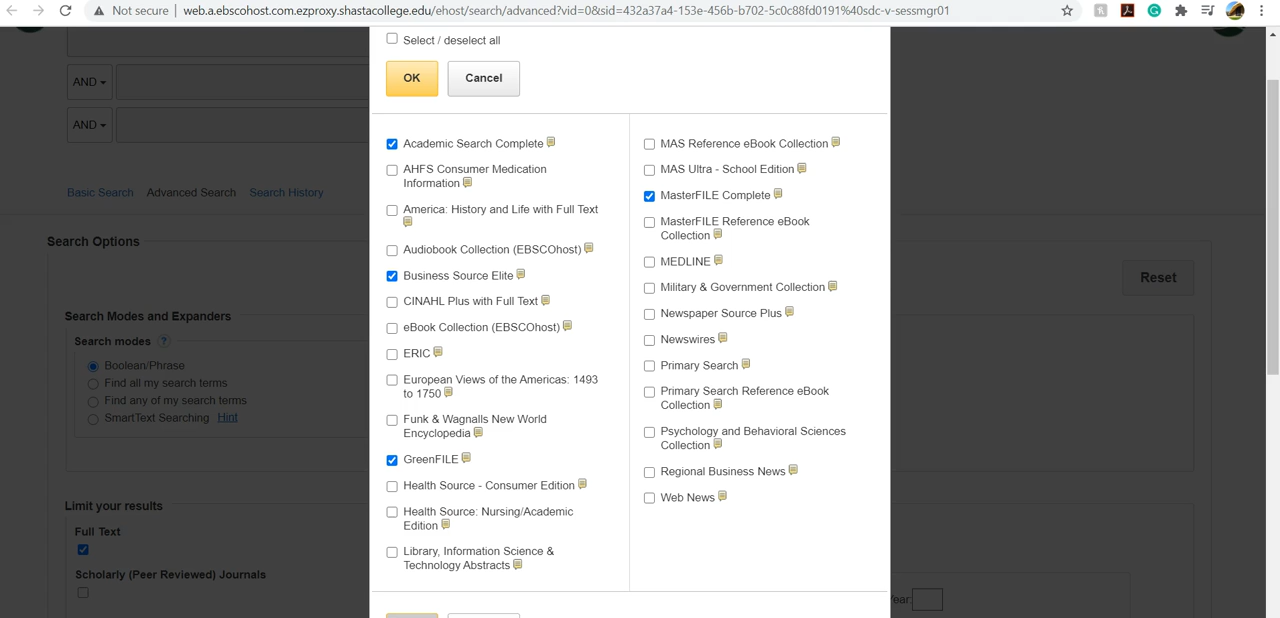 Not secure
web.a.ebscohost.com.ezproxy.shastacollege.edu/ehost/search/advanced?vid=0&sid=432a37a4-153e-456b-b702-5c0c88fd0191%40sdc-v-sessmgr01
Select / deselect all
OK
Cancel
AND
AND
Basic Search
Advanced Search
Search History
Search Options
Reset
Search Modes and Expanders
Search modes
?
Boolean/Phrase
Find all my search terms
Find any of my search terms
SmartText Searching Hint
Limit your results
Full Text
Scholarly (Peer Reviewed) Journals
Academic Search Complete
AHFS Consumer Medication
Information
America: History and Life with Full Text
Audiobook Collection (EBSCOhost)
Business Source Elite
CINAHL Plus with Full Text
eBook Collection (EBSCOhost)
ERIC
European Views of the Americas: 1493
to 1750
Funk & Wagnalls New World
Encyclopedia
GreenFILE
Health Source - Consumer Edition
Health Source: Nursing/Academic
Edition
Library, Information Science &
Technology Abstracts
MAS Reference eBook Collection
MAS Ultra - School Edition
MasterFILE Complete
MasterFILE Reference eBook
Collection
MEDLINE
Military & Government Collection
Newspaper Source Plus
Newswires
Primary Search
Primary Search Reference eBook
Collection
Psychology and Behavioral Sciences
Collection
Regional Business News
Web News
Year: